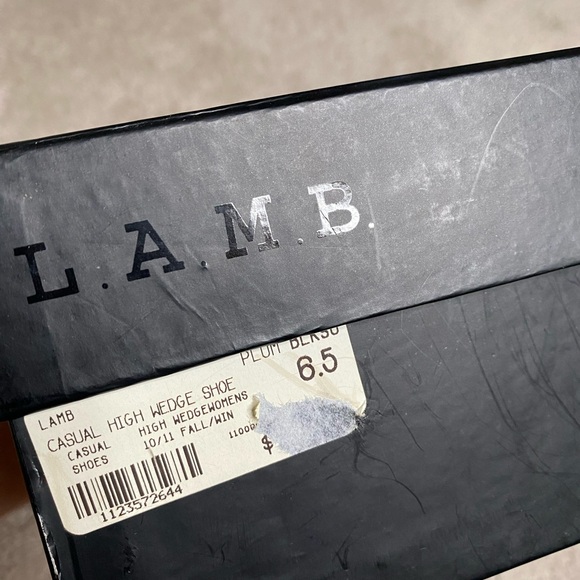 L.A.M.B.
PLUM BLKSU
6.5
LAMB
CASUAL HIGH WEDGE SHOE
CASUAL HIGH WEDGEWOMENS
SHOES 10/11 FALL/WIN
$
1123572644